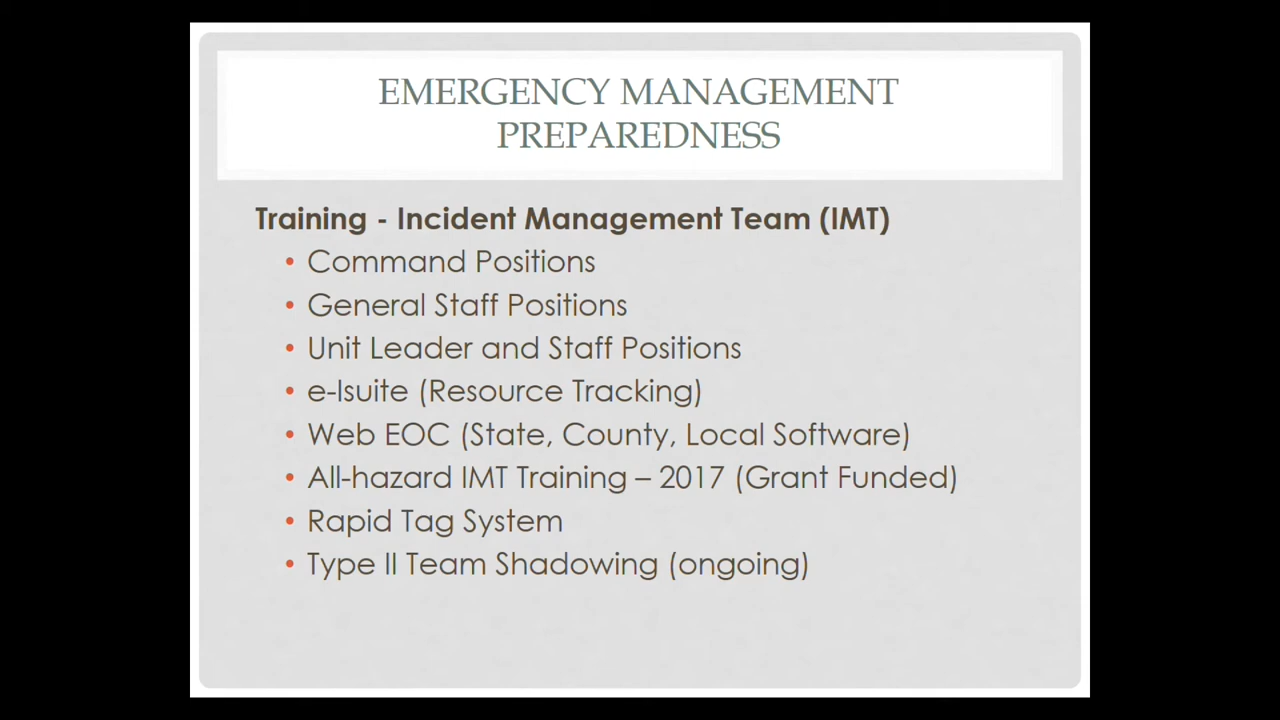 EMERGENCY MANAGEMENT
PREPAREDNESS
Training - Incident Management Team (IMT)
• Command Positions
• General Staff Positions
• Unit Leader and Staff Positions
• e-Isuite (Resource Tracking)
• Web EOC (State, County, Local Software)
• All-hazard IMT Training – 2017 (Grant Funded)
• Rapid Tag System
• Type II Team Shadowing (ongoing)